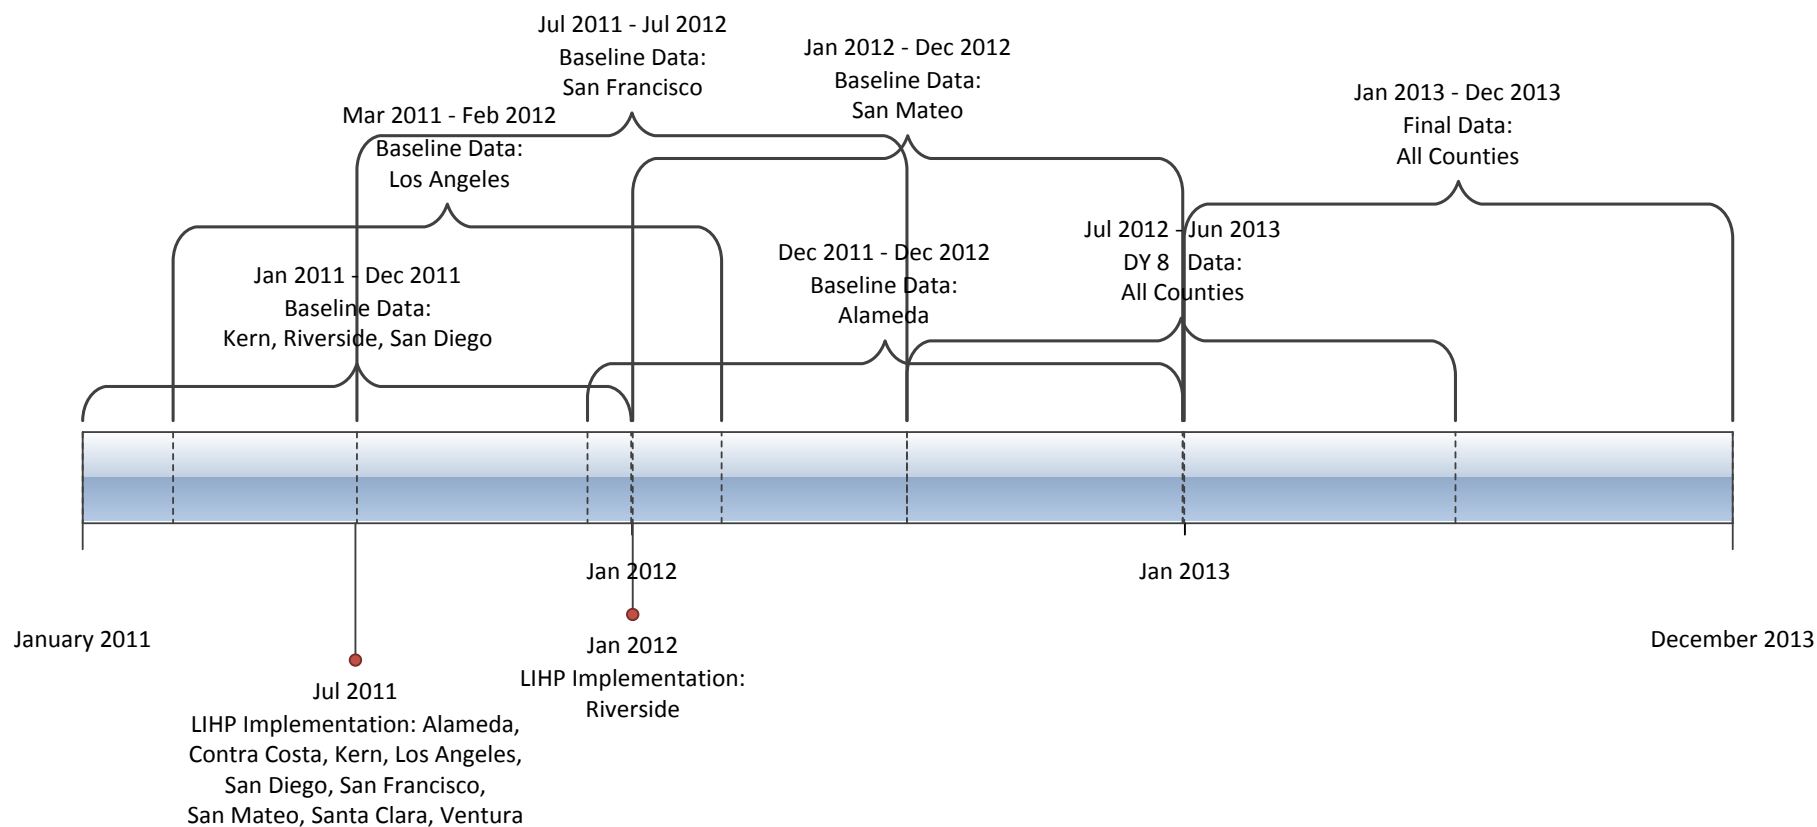 Jul 2011 - Jul 2012
Baseline Data:
San Francisco
Jan 2012 - Dec 2012
Baseline Data:
San Mateo
Jan 2013 - Dec 2013
Final Data:
All Counties
Mar 2011 - Feb 2012
Baseline Data:
Los Angeles
Jul 2012 - Jun 2013
DY 8 Data:
All Counties
Dec 2011 - Dec 2012
Baseline Data:
Alameda
Jan 2011 - Dec 2011
Baseline Data:
Kern, Riverside, San Diego
Jan 2012
Jan 2013
January 2011
December 2013
Jan 2012
LIHP Implementation:
Riverside
Jul 2011
LIHP Implementation: Alameda,
Contra Costa, Kern, Los Angeles,
San Diego, San Francisco,
San Mateo, Santa Clara, Ventura